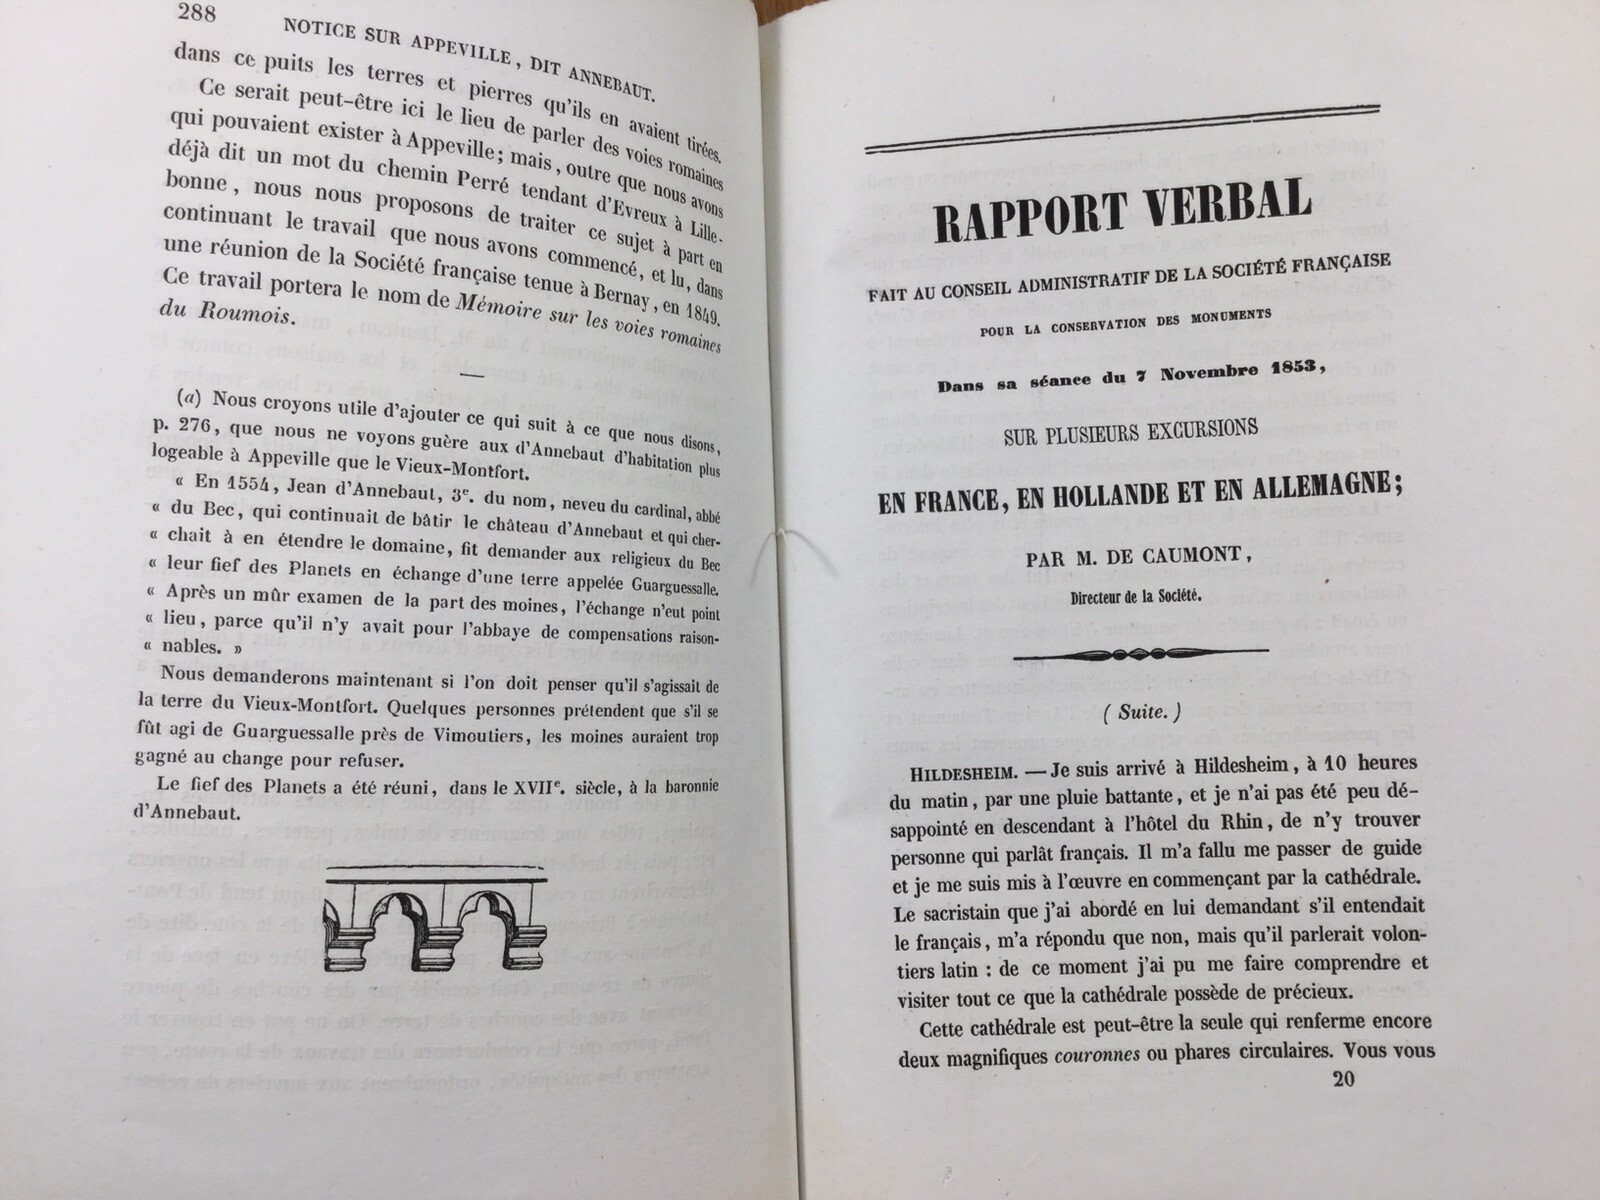 288
NOTICE SUR APPEVILLE, DIT ANNEBAUT.
dans ce puits les terres et pierres qu'ils en avaient tirées.
Ce serait peut-être ici le lieu de parler des voies romaines
qui pouvaient exister à Appeville; mais, outre que nous avons
déjà dit un mot du chemin Perré tendant d'Evreux à Lille-
bonne, nous nous proposons de traiter ce sujet à part en
continuant le travail que nous avons commencé, et lu, dans
une réunion de la Société française tenue à Bernay, en 1849.
Ce travail portera le nom de Mémoire sur les voies romaines
du Roumois.
(a) Nous croyons utile d'ajouter ce qui suit à ce que nous disons,
p. 276, que nous ne voyons guère aux d'Annebaut d'habitation plus
logeable à Appeville que le Vieux-Montfort.
« En 1554, Jean d'Annebaut, 3e. du nom, neveu du cardinal, abbé
« du Bec, qui continuait de bâtir le château d'Annebaut et qui cher-
« chait à en étendre le domaine, fit demander aux religieux du Bec
« leur fief des Planets en échange d'une terre appelée Guarguessalle.
« Après un mûr examen de la part des moines, l'échange n'eut point
« lieu, parce qu'il n'y avait pour l'abbaye de compensations raison-
« nables. »
Nous demanderons maintenant si l'on doit penser qu'il s'agissait de
la terre du Vieux-Montfort. Quelques personnes prétendent que s'il se
fût agi de Guarguessalle près de Vimoutiers, les moines auraient trop
gagné au change pour refuser.
Le fief des Planets a été réuni, dans le XVIIe. siècle, à la baronnie
d'Annebaut.
RAPPORT VERBAL
FAIT AU CONSEIL ADMINISTRATIF DE LA SOCIÉTÉ FRANÇAISE
POUR LA CONSERVATION DES MONUMENTS
Dans sa séance du 7 Novembre 1853,
SUR PLUSIEURS EXCURSIONS
EN FRANCE, EN HOLLANDE ET EN ALLEMAGNE;
PAR M. DE CAUMONT,
Directeur de la Société.
(Suite.)
HILDESHEIM. — Je suis arrivé à Hildesheim, à 10 heures
du matin, par une pluie battante, et je n'ai pas été peu dé-
sappointé en descendant à l'hôtel du Rhin, de n'y trouver
personne qui parlât français. Il m'a fallu me passer de guide
et je me suis mis à l'œuvre en commençant par la cathédrale.
Le sacristain que j'ai abordé en lui demandant s'il entendait
le français, m'a répondu que non, mais qu'il parlerait volon-
tiers latin : de ce moment j'ai pu me faire comprendre et
visiter tout ce que la cathédrale possède de précieux.
Cette cathédrale est peut-être la seule qui renferme encore
deux magnifiques couronnes ou phares circulaires. Vous vous
20